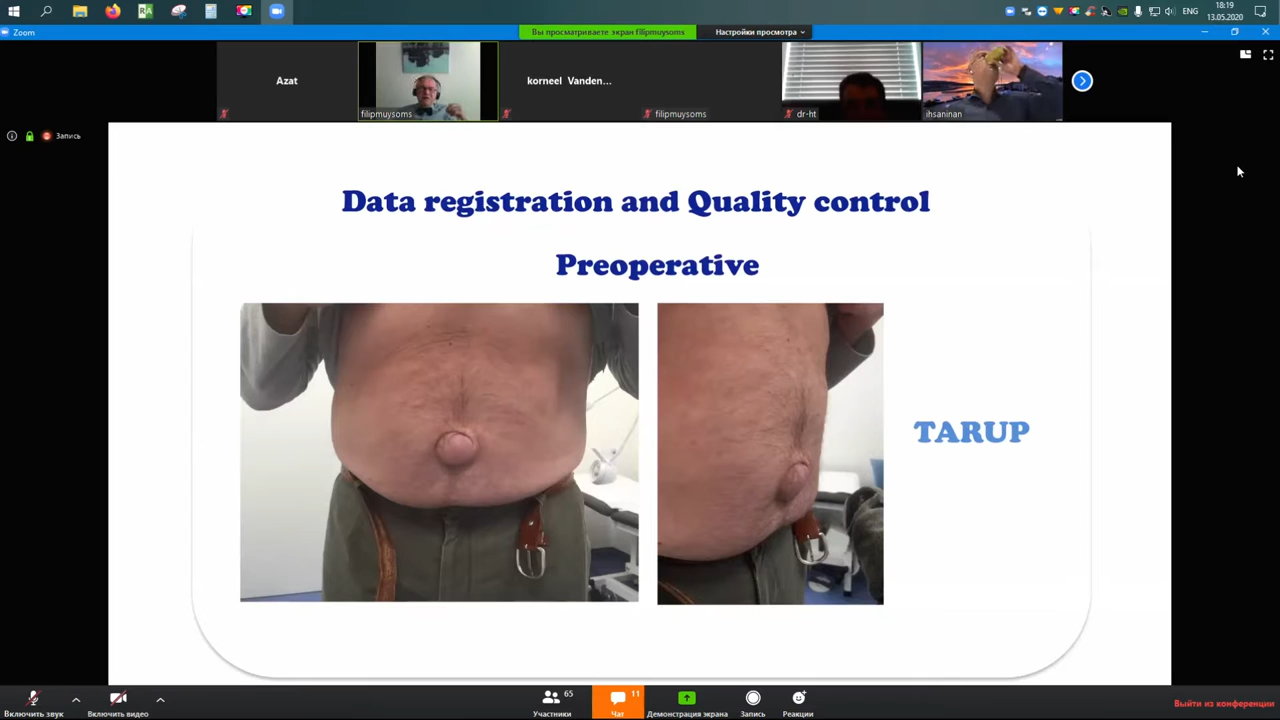 18:19
ENG
13.05.2020
Zoom
Вы просматриваете экран filipmuysoms
Настройки просмотра
Azat
korneel Vanden...
filipmuysoms
filipmuysoms
dr-ht
ihsaninan
Запись
Data registration and Quality control
Preoperative
TARUP
65
11
Включить звук
Включить видео
Участники
Чат
Демонстрация экрана
Запись
Реакции
Выйти из конференции